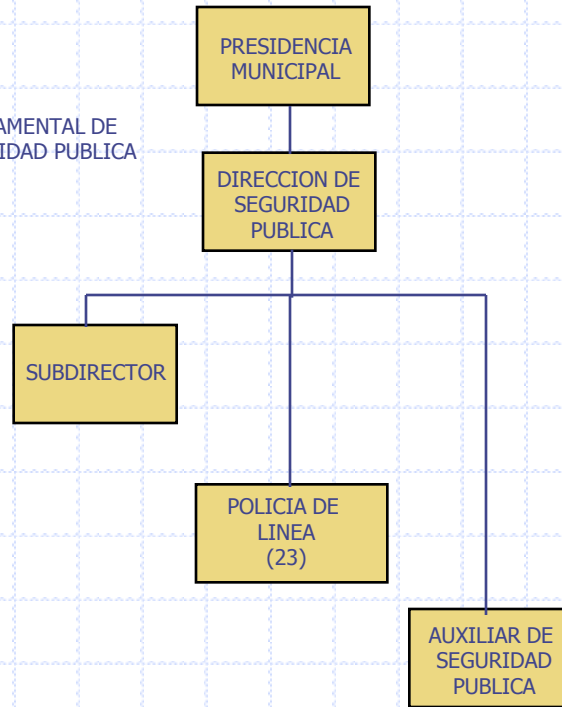 PRESIDENCIA
MUNICIPAL
AMENTAL DE
IDAD PUBLICA
DIRECCION DE
SEGURIDAD
PUBLICA
SUBDIRECTOR
POLICIA DE
LINEA
(23)
AUXILIAR DE
SEGURIDAD
PUBLICA